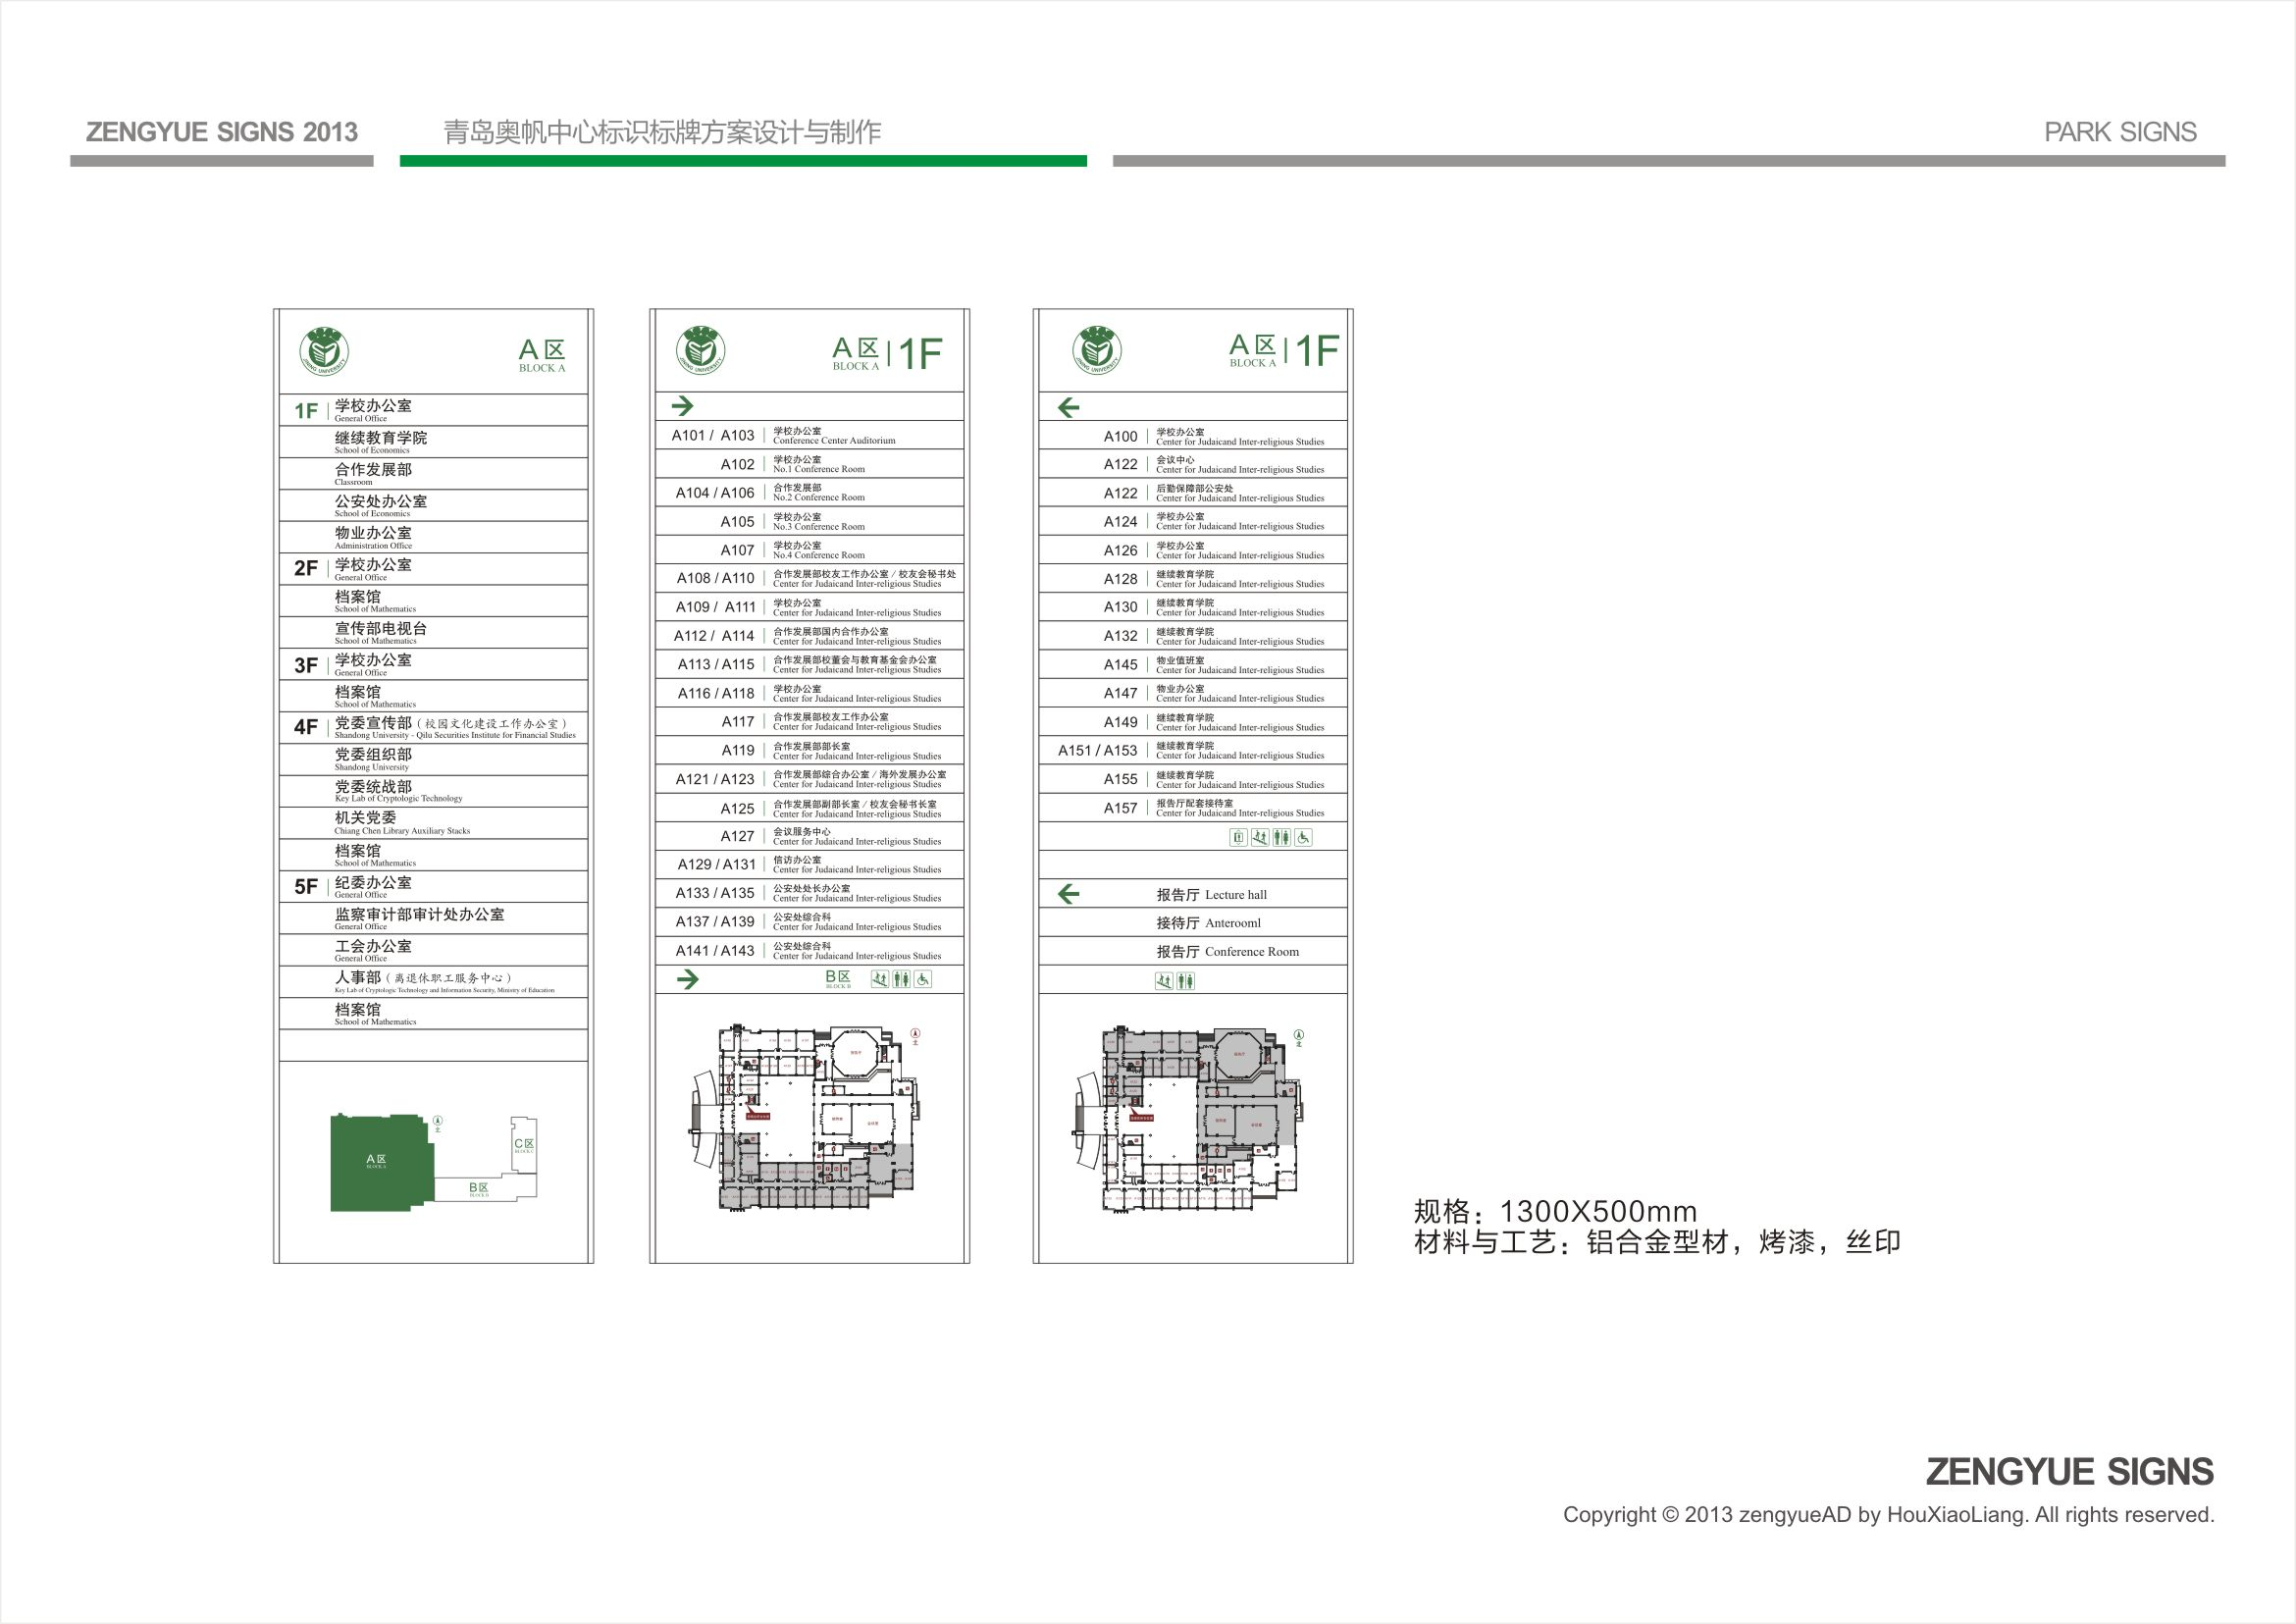 ZENGYUE SIGNS 2013
青岛奥帆中心标识标牌方案设计与制作
PARK SIGNS
JINING UNIVERSITY
A区
BLOCK A
1F 学校办公室
General Office
继续教育学院
School of Economics
合作发展部
Classroom
公安处办公室
School of Economics
物业办公室
Administration Office
2F 学校办公室
General Office
档案馆
School of Mathematics
宣传部电视台
School of Mathematics
3F 学校办公室
General Office
档案馆
School of Mathematics
4F 党委宣传部（校园文化建设工作办公室）
Shandong University - Qilu Securities Institute for Financial Studies
党委组织部
Shandong University
党委统战部
Key Lab of Cryptologic Technology
机关党委
Chiang Chen Library Auxiliary Stacks
档案馆
School of Mathematics
5F 纪委办公室
General Office
监察审计部审计处办公室
General Office
工会办公室
General Office
人事部（离退休职工服务中心）
Key Lab of Cryptologic Technology and Information Security, Ministry of Education
档案馆
School of Mathematics
北
A区
BLOCK A
B区
BLOCK B
C区
BLOCK C
JINING UNIVERSITY
A区 1F
BLOCK A
A101 / A103 学校办公室
Conference Center Auditorium
A102 学校办公室
No.1 Conference Room
A104 / A106 合作发展部
No.2 Conference Room
A105 学校办公室
No.3 Conference Room
A107 学校办公室
No.4 Conference Room
A108 / A110 合作发展部校友工作办公室 / 校友会秘书处
Center for Judaicand Inter-religious Studies
A109 / A111 学校办公室
Center for Judaicand Inter-religious Studies
A112 / A114 合作发展部国内合作办公室
Center for Judaicand Inter-religious Studies
A113 / A115 合作发展部校董会与教育基金会办公室
Center for Judaicand Inter-religious Studies
A116 / A118 学校办公室
Center for Judaicand Inter-religious Studies
A117 合作发展部校友工作办公室
Center for Judaicand Inter-religious Studies
A119 合作发展部部长室
Center for Judaicand Inter-religious Studies
A121 / A123 合作发展部综合办公室 / 海外发展办公室
Center for Judaicand Inter-religious Studies
A125 合作发展部副部长室 / 校友会秘书长室
Center for Judaicand Inter-religious Studies
A127 会议服务中心
Center for Judaicand Inter-religious Studies
A129 / A131 信访办公室
Center for Judaicand Inter-religious Studies
A133 / A135 公安处处长办公室
Center for Judaicand Inter-religious Studies
A137 / A139 公安处综合科
Center for Judaicand Inter-religious Studies
A141 / A143 公安处综合科
Center for Judaicand Inter-religious Studies
B区
BLOCK B
北
JINING UNIVERSITY
A区 1F
BLOCK A
A100 学校办公室
Center for Judaicand Inter-religious Studies
A122 会议中心
Center for Judaicand Inter-religious Studies
A122 后勤保障部公安处
Center for Judaicand Inter-religious Studies
A124 学校办公室
Center for Judaicand Inter-religious Studies
A126 学校办公室
Center for Judaicand Inter-religious Studies
A128 继续教育学院
Center for Judaicand Inter-religious Studies
A130 继续教育学院
Center for Judaicand Inter-religious Studies
A132 继续教育学院
Center for Judaicand Inter-religious Studies
A145 物业值班室
Center for Judaicand Inter-religious Studies
A147 物业办公室
Center for Judaicand Inter-religious Studies
A149 继续教育学院
Center for Judaicand Inter-religious Studies
A151 / A153 继续教育学院
Center for Judaicand Inter-religious Studies
A155 继续教育学院
Center for Judaicand Inter-religious Studies
A157 报告厅配套接待室
Center for Judaicand Inter-religious Studies
报告厅 Lecture hall
接待厅 Anterooml
报告厅 Conference Room
北
规格：1300X500mm
材料与工艺：铝合金型材，烤漆，丝印
ZENGYUE SIGNS
Copyright © 2013 zengyueAD by HouXiaoLiang. All rights reserved.